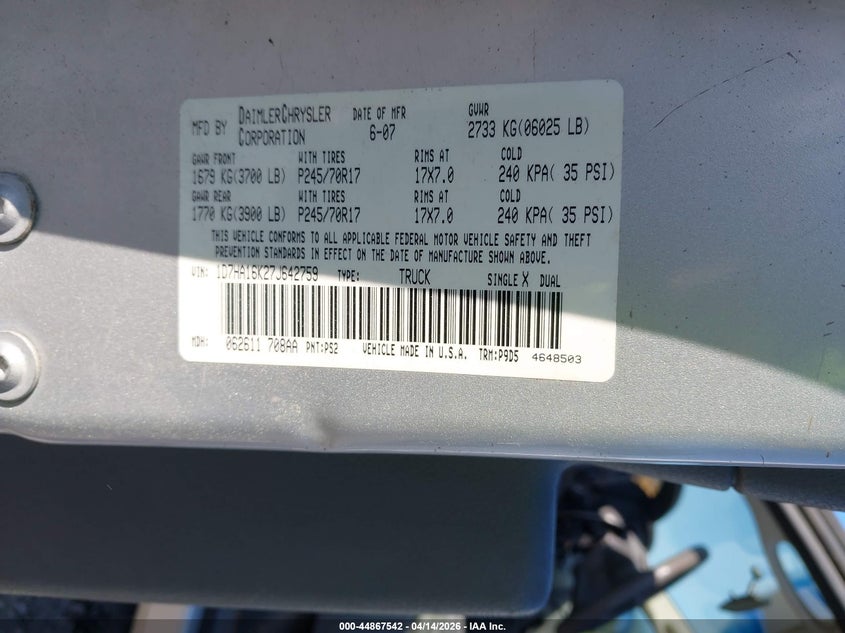 MFD BY DAIMLERCHRYSLER CORPORATION DATE OF MFR 6-07 GVWR 2733 KG(06025 LB)
GAWR FRONT WITH TIRES RIMS AT COLD
1679 KG(3700 LB) P245/70R17 17X7.0 240 KPA( 35 PSI)
GAWR REAR WITH TIRES RIMS AT COLD
1770 KG(3900 LB) P245/70R17 17X7.0 240 KPA( 35 PSI)
THIS VEHICLE CONFORMS TO ALL APPLICABLE FEDERAL MOTOR VEHICLE SAFETY AND THEFT
PREVENTION STANDARDS IN EFFECT ON THE DATE OF MANUFACTURE SHOWN ABOVE.
VIN: 1D7HA16K27J642759 TYPE: TRUCK SINGLE X DUAL
MDH: 062611 708AA PNT:PS2 VEHICLE MADE IN U.S.A. TRM:P9D5 4648503
000-44867542 - 04/14/2026 - IAA Inc.